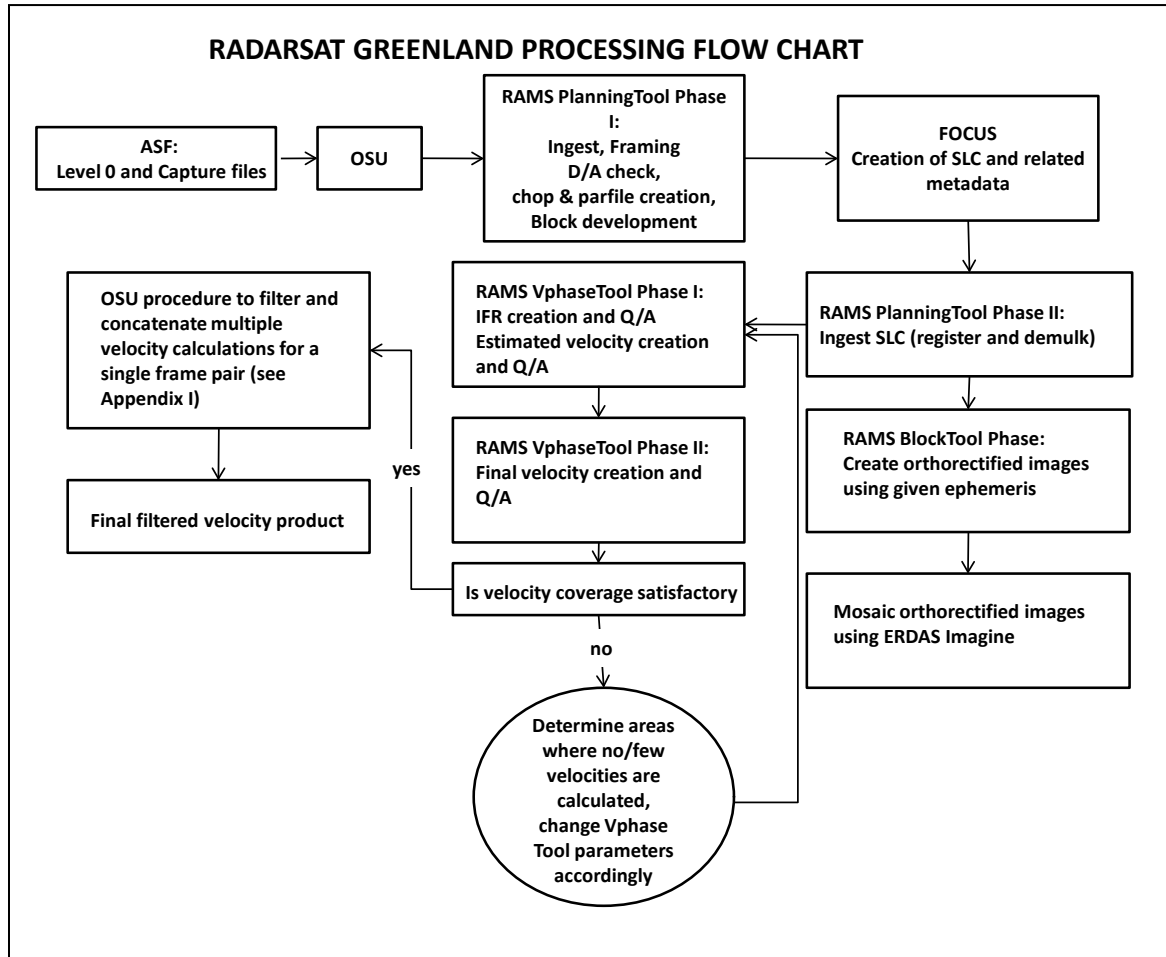 RADARSAT GREENLAND PROCESSING FLOW CHART
ASF:
Level 0 and Capture files
OSU
RAMS PlanningTool Phase
I:
Ingest, Framing
D/A check,
chop & parfile creation,
Block development
FOCUS
Creation of SLC and related
metadata
RAMS PlanningTool Phase II:
Ingest SLC (register and demulk)
RAMS BlockTool Phase:
Create orthorectified images
using given ephemeris
Mosaic orthorectified images
using ERDAS Imagine
RAMS VphaseTool Phase I:
IFR creation and Q/A
Estimated velocity creation
and Q/A
RAMS VphaseTool Phase II:
Final velocity creation and
Q/A
Is velocity coverage satisfactory
yes
OSU procedure to filter and
concatenate multiple
velocity calculations for a
single frame pair (see
Appendix I)
Final filtered velocity product
no
Determine areas
where no/few
velocities are
calculated,
change Vphase
Tool parameters
accordingly